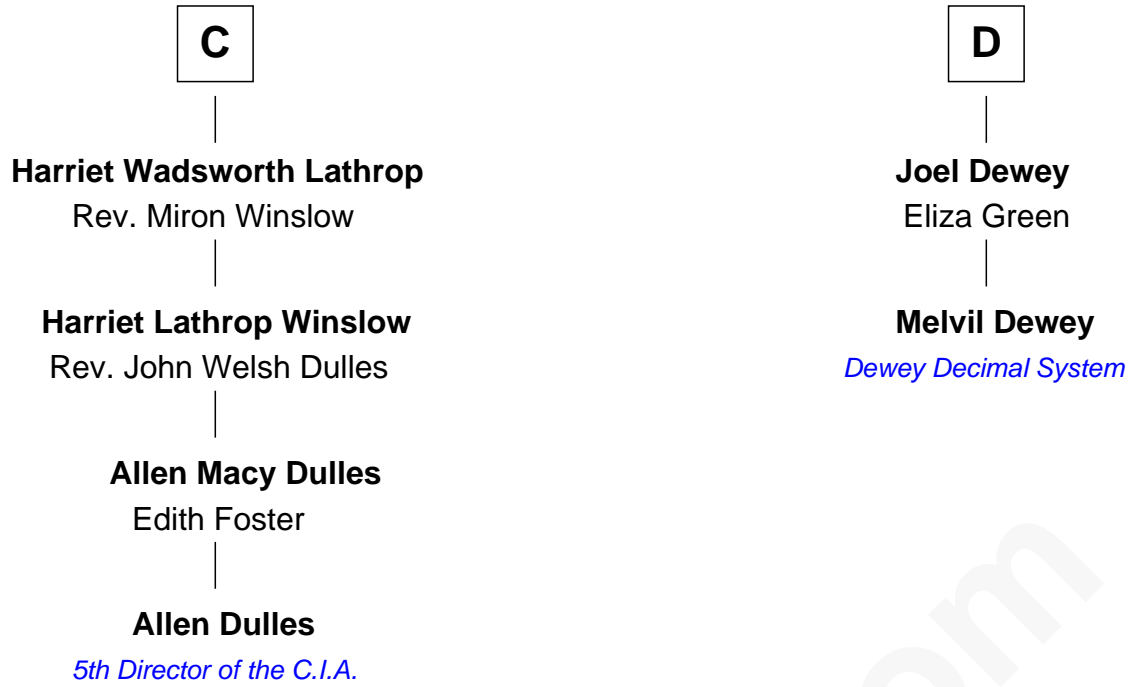 C
Harriet Wadsworth Lathrop
Rev. Miron Winslow
Harriet Lathrop Winslow
Rev. John Welsh Dulles
Allen Macy Dulles
Edith Foster
Allen Dulles
5th Director of the C.I.A.
D
Joel Dewey
Eliza Green
Melvil Dewey
Dewey Decimal System
om